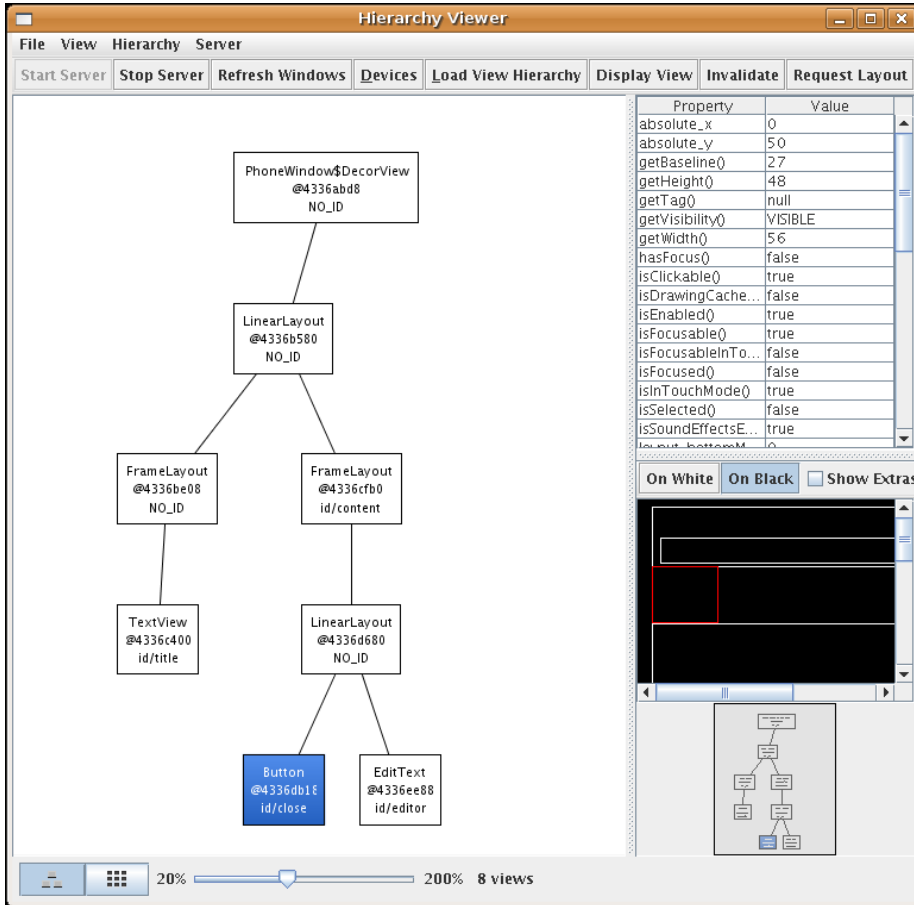 Hierarchy Viewer
File View Hierarchy Server
Start Server Stop Server Refresh Windows Devices Load View Hierarchy Display View Invalidate Request Layout
PhoneWindow$DecorView
@4336abd8
NO_ID
LinearLayout
@4336b580
NO_ID
FrameLayout
@4336be08
NO_ID
FrameLayout
@4336cfb0
id/content
TextView
@4336c400
id/title
LinearLayout
@4336d680
NO_ID
Button
@4336db18
id/close
EditText
@4336ee88
id/editor
Property Value
absolute_x 0
absolute_y 50
getBaseline() 27
getHeight() 48
getTag() null
getVisibility() VISIBLE
getWidth() 56
hasFocus() false
isClickable() true
isDrawingCache... false
isEnabled() true
isFocusable() true
isFocusableInTo... false
isFocused() false
isInTouchMode() true
isSelected() false
isSoundEffectsE... true
On White On Black Show Extras
20% 200% 8 views